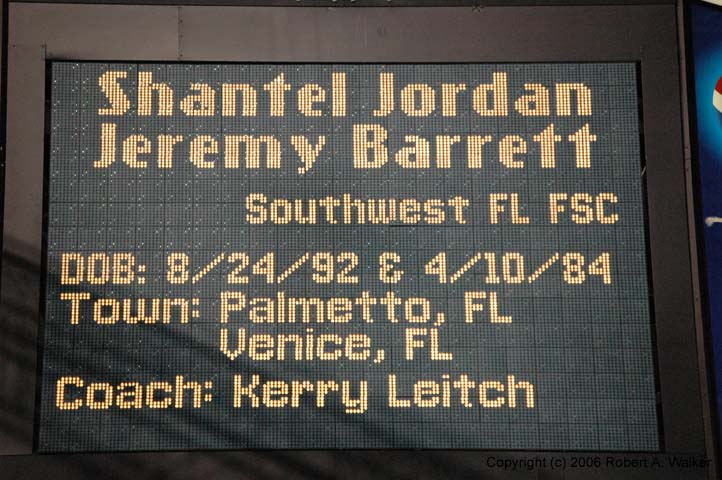 Shantel Jordan
Jeremy Barrett
Southwest FL FSC
DOB: 8/24/92 & 4/10/84
Town: Palmetto, FL
Venice, FL
Coach: Kerry Leitch
Copyright (c) 2006 Robert A. Walker